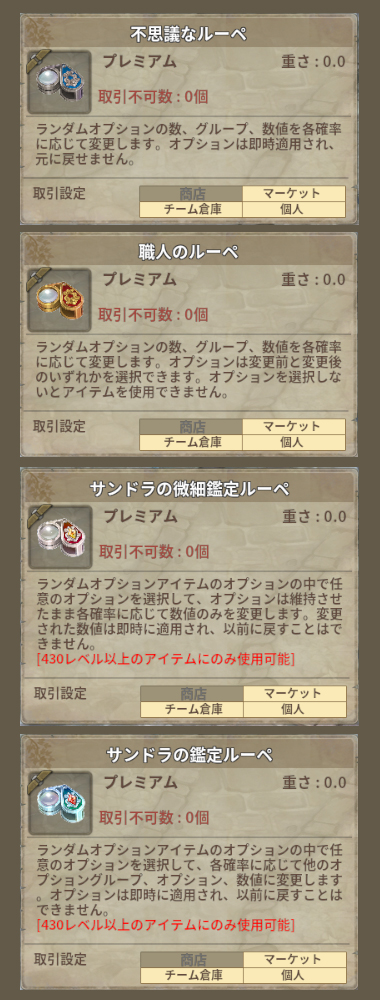 不思議なルーペ
プレミアム
重さ : 0.0
取引不可数 : 0個
ランダムオプションの数、グループ、数値を各確率
に応じて変更します。オプションは即時適用され、
元に戻せません。
取引設定
商店
マーケット
チーム倉庫
個人
職人のルーペ
プレミアム
重さ : 0.0
取引不可数 : 0個
ランダムオプションの数、グループ、数値を各確率
に応じて変更します。オプションは変更前と変更後
のいずれかを選択できます。オプションを選択しな
いとアイテムを使用できません。
取引設定
商店
マーケット
チーム倉庫
個人
サンドラの微細鑑定ルーペ
プレミアム
重さ : 0.0
取引不可数 : 0個
ランダムオプションアイテムのオプションの中で任
意のオプションを選択して、オプションは維持させ
たまま各確率に応じて数値のみを変更します。変更
された数値は即時に適用され、以前に戻すことはで
きません。
[430レベル以上のアイテムにのみ使用可能]
取引設定
商店
マーケット
チーム倉庫
個人
サンドラの鑑定ルーペ
プレミアム
重さ : 0.0
取引不可数 : 0個
ランダムオプションアイテムのオプションの中で任
意のオプションを選択して、各確率に応じて他のオ
プショングループ、オプション、数値に変更します
。オプションは即時に適用され、以前に戻すことは
できません。
[430レベル以上のアイテムにのみ使用可能]
取引設定
商店
マーケット
チーム倉庫
個人